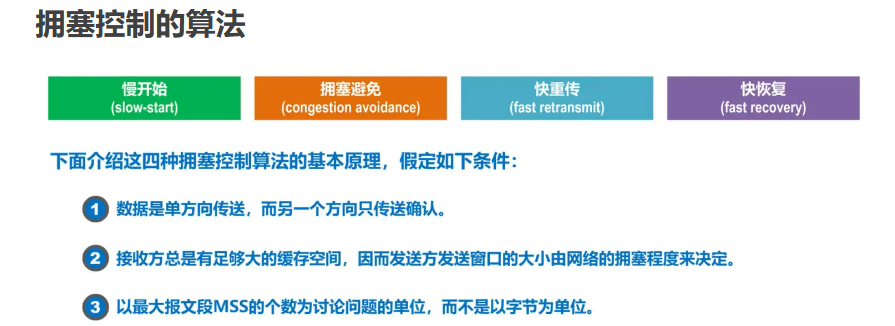 拥塞控制的算法
慢开始
(slow-start)
拥塞避免
(congestion avoidance)
快重传
(fast retransmit)
快恢复
(fast recovery)
下面介绍这四种拥塞控制算法的基本原理，假定如下条件：
1 数据是单方向传送，而另一个方向只传送确认。
2 接收方总是有足够大的缓存空间，因而发送方发送窗口的大小由网络的拥塞程度来决定。
3 以最大报文段MSS的个数为讨论问题的单位，而不是以字节为单位。